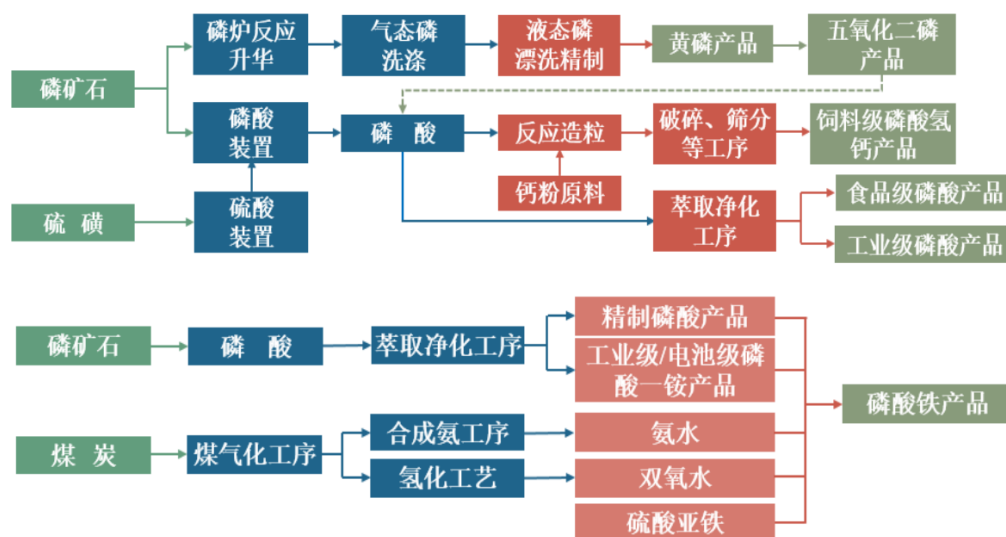 磷矿石
磷炉反应
升华
气态磷
洗涤
液态磷
漂洗精制
黄磷产品
五氧化二磷
产品
磷酸
装置
磷 酸
反应造粒
破碎、筛分
等工序
饲料级磷酸氢
钙产品
钙粉原料
硫 磺
硫酸
装置
萃取净化
工序
食品级磷酸产品
工业级磷酸产品
磷矿石
磷 酸
萃取净化工序
精制磷酸产品
工业级/电池级磷
酸一铵产品
磷酸铁产品
煤 炭
煤气化工序
合成氨工序
氨水
氢化工艺
双氧水
硫酸亚铁